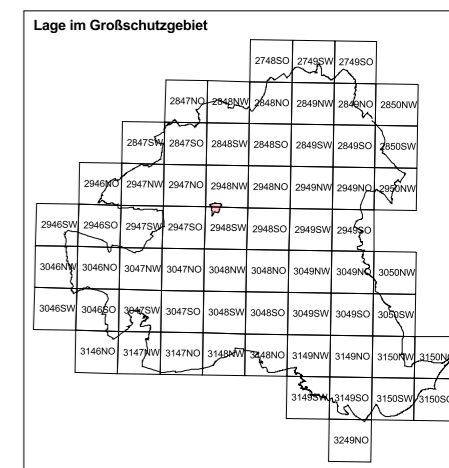 Lage im Großschutzgebiet
2748SO 2749SW 2749SO
2847NO 2848NW 2848NO 2849NW 2849NO 2850NW
2847SW 2847SO 2848SW 2848SO 2849SW 2849SO 2850SW
2946NO 2947NW 2947NO 2948NW 2948NO 2949NW 2949NO 2950NW
2946SW 2946SO 2947SW 2947SO 2948SW 2948SO 2949SW 2949SO
3046NW 3046NO 3047NW 3047NO 3048NW 3048NO 3049NW 3049NO 3050NW
3046SW 3046SO 3047SW 3047SO 3048SW 3048SO 3049SW 3049SO 3050SW
3146NO 3147NW 3147NO 3148NW 3148NO 3149NW 3149NO 3150NW 3150NO
3149SW 3149SO 3150SW 3150SO
3249NO